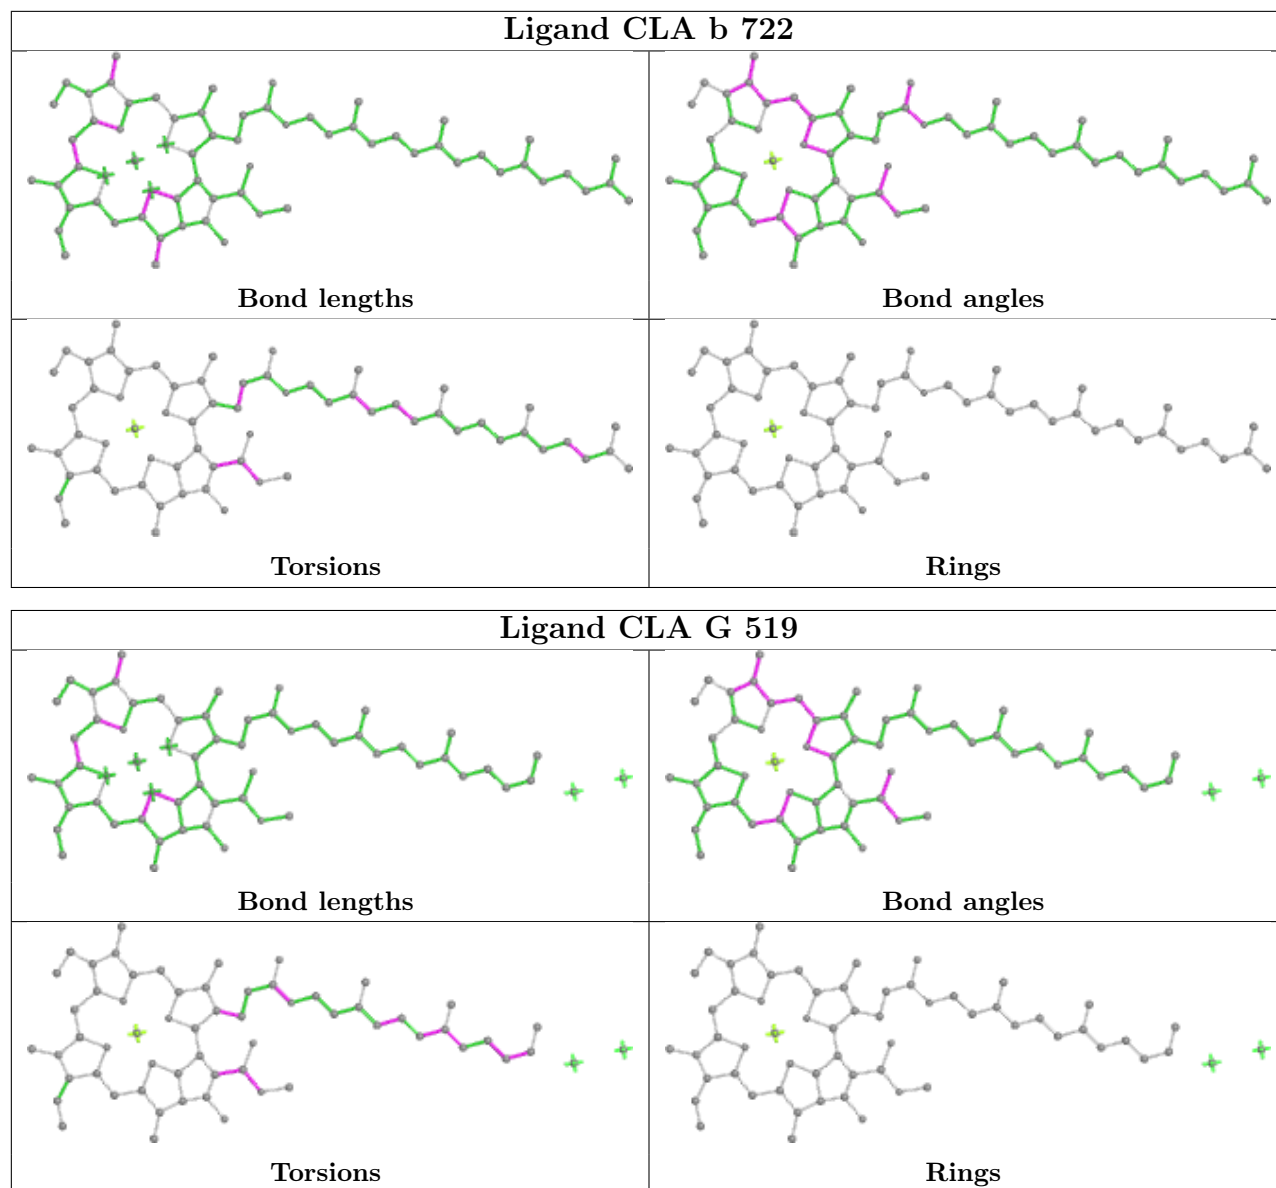 Ligand CLA b 722
Bond lengths
Bond angles
Torsions
Rings
Ligand CLA G 519
Bond lengths
Bond angles
Torsions
Rings